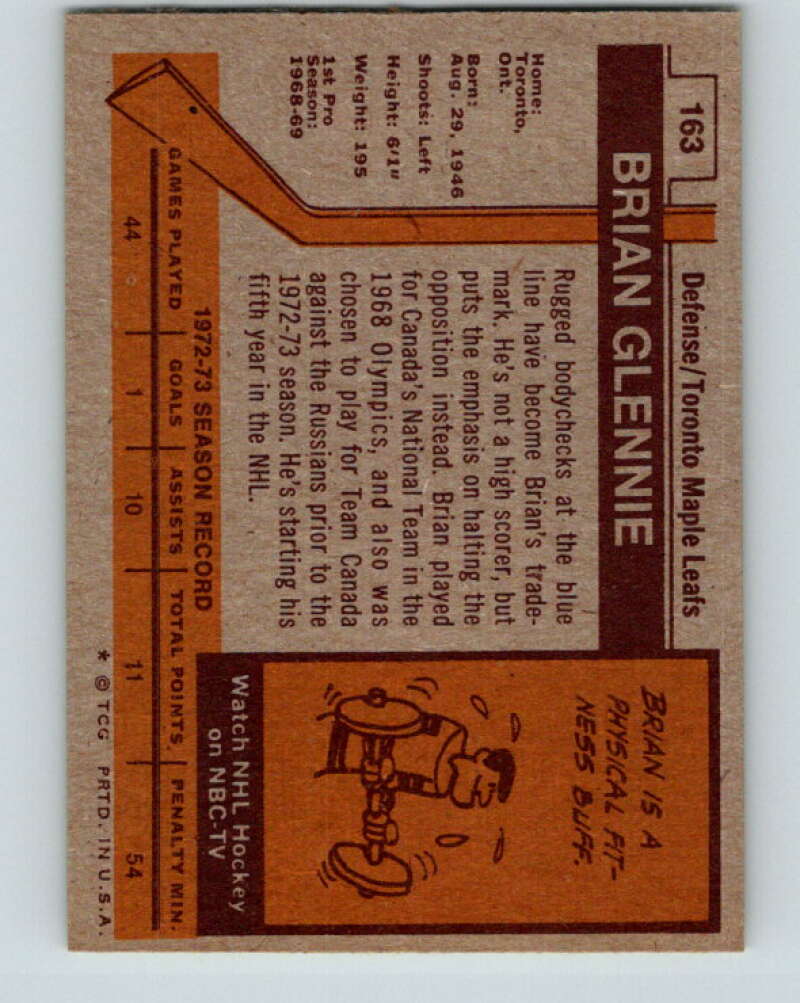 163
Defense/Toronto Maple Leafs
BRIAN GLENNIE
Home:
Toronto,
Ont.
Born:
Aug. 29, 1946
Shoots: Left
Height: 6'1"
Weight: 195
1st Pro
Season:
1968-69
Rugged bodychecks at the blue
line have become Brian's trade-
mark. He's not a high scorer, but
puts the emphasis on halting the
opposition instead. Brian played
for Canada's National Team in the
1968 Olympics, and also was
chosen to play for Team Canada
against the Russians prior to the
1972-73 season. He's starting his
fifth year in the NHL.
BRIAN IS A
PHYSICAL FIT-
NESS BUFF.
Watch NHL Hockey
on NBC-TV
1972-73 SEASON RECORD
GAMES PLAYED GOALS ASSISTS TOTAL POINTS PENALTY MIN.
44 1 10 11 54
* © TCG PRTD. IN U.S.A.